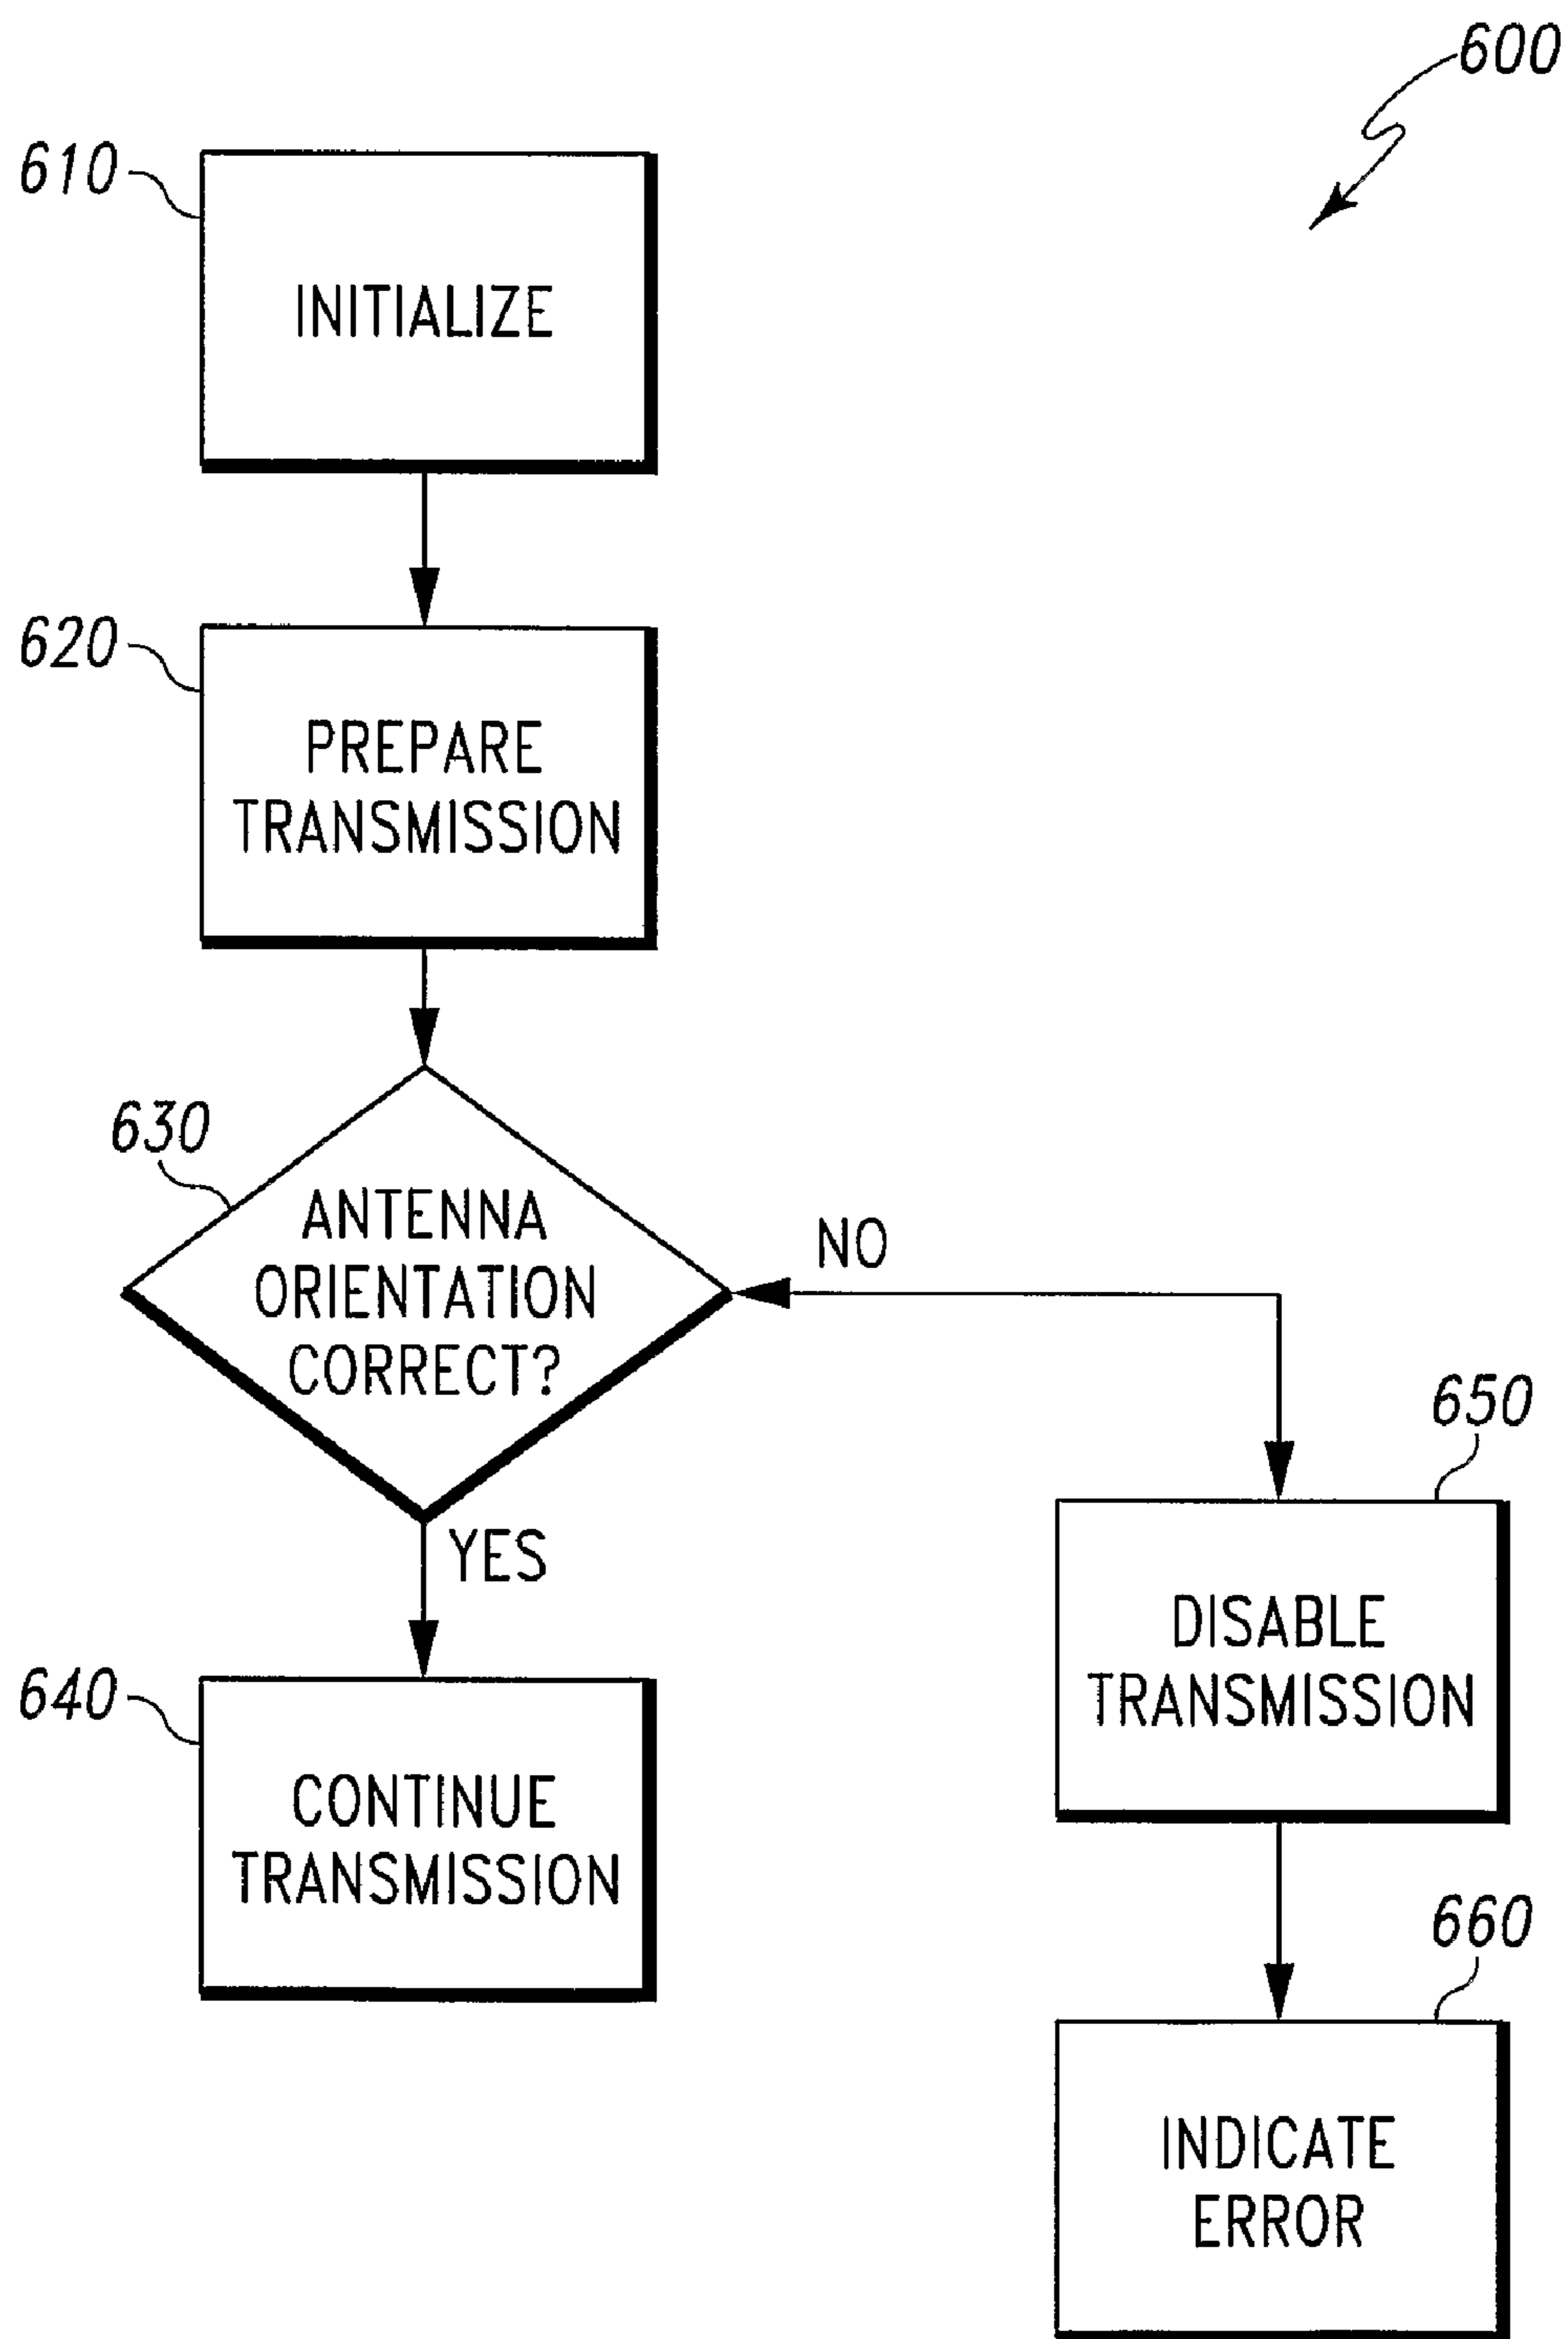 600
610
INITIALIZE
620
PREPARE
TRANSMISSION
630
ANTENNA
ORIENTATION
CORRECT?
NO
YES
640
CONTINUE
TRANSMISSION
650
DISABLE
TRANSMISSION
660
INDICATE
ERROR